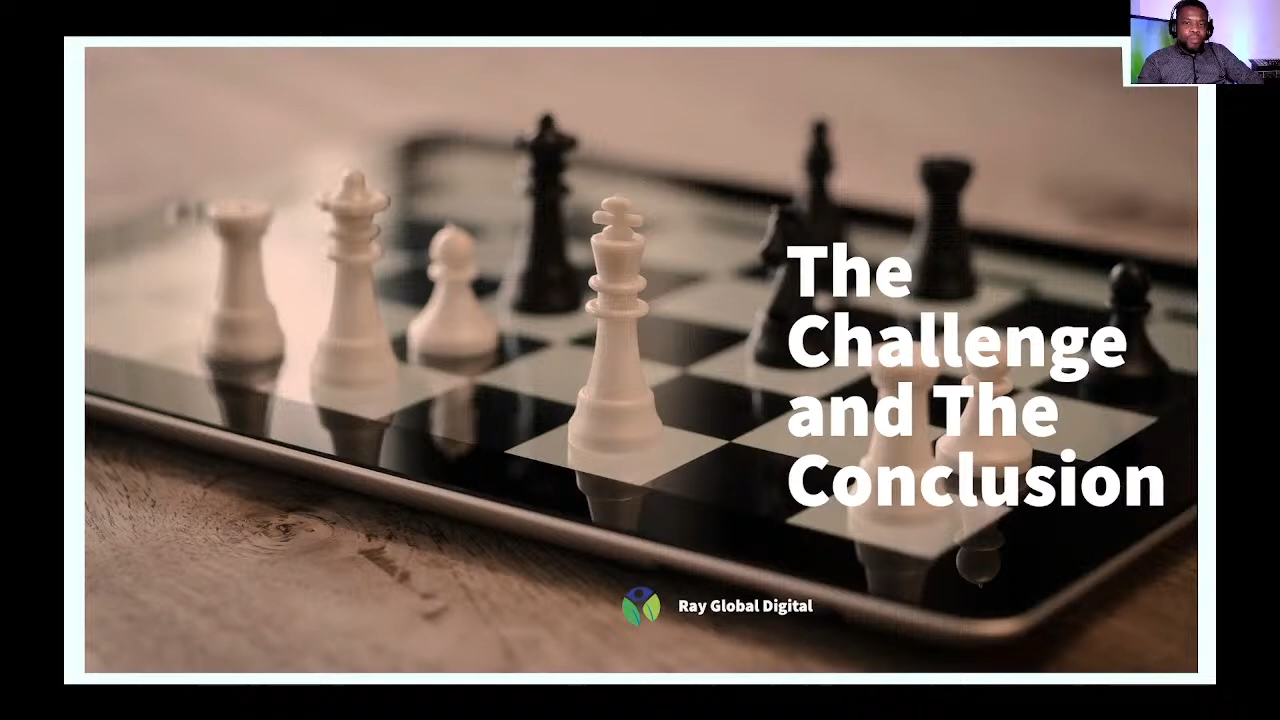 The
Challenge
and The
Conclusion
Ray Global Digital